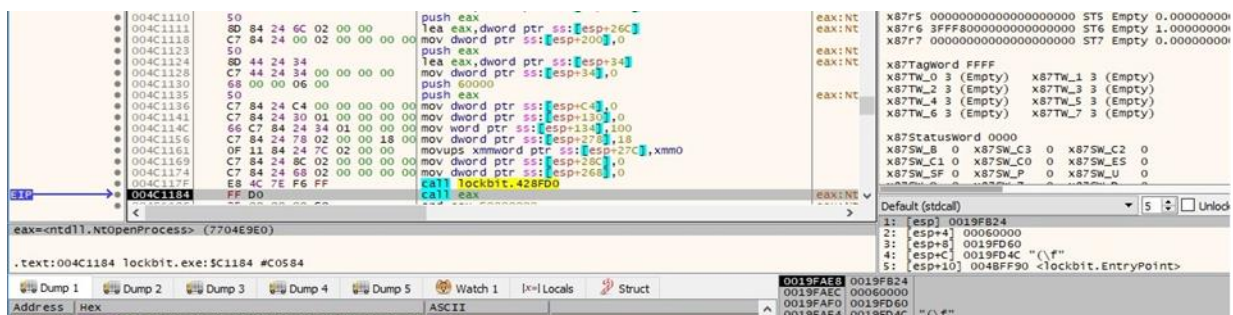 004C1110 50 push eax eax:Nt
004C1111 8D 84 24 6C 02 00 00 lea eax,dword ptr ss:[esp+26C] eax:Nt
C7 84 24 00 02 00 00 00 mov dword ptr ss:[esp+200],0
004C1123 50 push eax eax:Nt
004C1124 8D 44 24 34 lea eax,dword ptr ss:[esp+34] eax:Nt
C7 44 24 34 00 00 00 00 mov dword ptr ss:[esp+34],0
004C1130 68 00 00 06 00 push 60000
004C1135 50 push eax eax:Nt
004C1136 C7 84 24 C4 00 00 00 00 mov dword ptr ss:[esp+C4],0
004C1141 C7 84 24 30 01 00 00 00 mov dword ptr ss:[esp+130],0
004C114C 66 C7 84 24 34 01 00 00 mov word ptr ss:[esp+134],100
004C1156 C7 84 24 78 02 00 00 18 00 mov dword ptr ss:[esp+278],18
004C1161 0F 11 84 24 7C 02 00 00 movups xmmword ptr ss:[esp+27C],xmm0
004C1169 C7 84 24 8C 02 00 00 00 mov dword ptr ss:[esp+28C],0
004C1174 C7 84 24 68 02 00 00 00 mov dword ptr ss:[esp+268],0
004C117F E8 4C 7E F6 FF call lockbit.428FD0
EIP 004C1184 FF D0 call eax eax:Nt
eax=<ntdll.NtOpenProcess> (7704E9E0)
.text:004C1184 lockbit.exe:$C1184 #C0584
x87r5 00000000000000000000 ST5 Empty 0.00000000
x87r6 3FFF8000000000000000 ST6 Empty 1.00000000
x87r7 00000000000000000000 ST7 Empty 0.00000000
x87TagWord FFFF
x87TW_0 3 (Empty) x87TW_1 3 (Empty)
x87TW_2 3 (Empty) x87TW_3 3 (Empty)
x87TW_4 3 (Empty) x87TW_5 3 (Empty)
x87TW_6 3 (Empty) x87TW_7 3 (Empty)
x87StatusWord 0000
x87SW_B 0 x87SW_C3 0 x87SW_C2 0
x87SW_C1 0 x87SW_C0 0 x87SW_ES 0
x87SW_SF 0 x87SW_P 0 x87SW_U 0
Default (stdcall) 5 Unlock
1: [esp] 0019FB24
2: [esp+4] 00060000
3: [esp+8] 0019FD60
4: [esp+C] 0019FD4C "(\f"
5: [esp+10] 004BFF90 <lockbit.EntryPoint>
Dump 1 Dump 2 Dump 3 Dump 4 Dump 5 Watch 1 [x=] Locals Struct
Address Hex ASCII
0019FAE8 0019FB24
0019FAEC 00060000
0019FAF0 0019FD60
0019FAF4 0019FD4C "(\f"